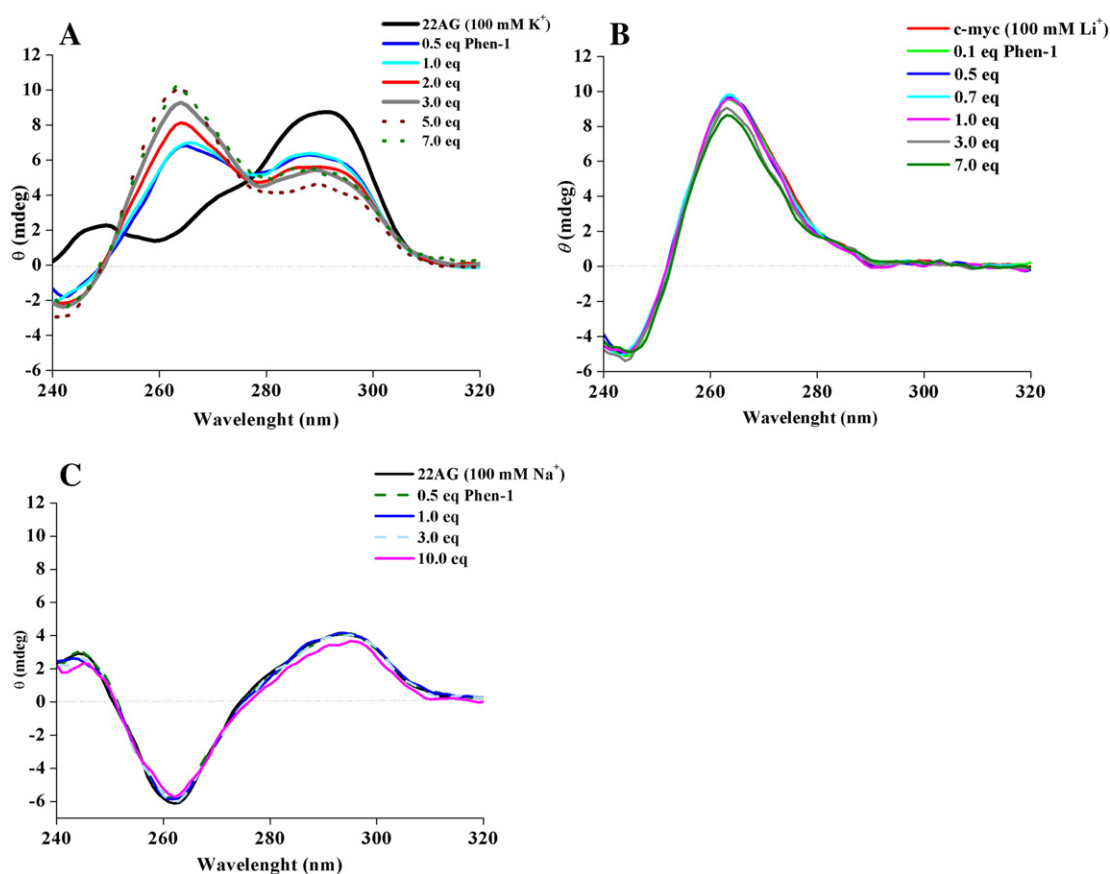 A
22AG (100 mM K+)
0.5 eq Phen-1
1.0 eq
2.0 eq
3.0 eq
5.0 eq
7.0 eq
12
10
8
6
4
2
0
-2
-4
-6
θ (mdeg)
240 260 280 300 320
Wavelenght (nm)
B
c-myc (100 mM Li+)
0.1 eq Phen-1
0.5 eq
0.7 eq
1.0 eq
3.0 eq
7.0 eq
12
10
8
6
4
2
0
-2
-4
-6
θ (mdeg)
240 260 280 300 320
Wavelenght (nm)
C
22AG (100 mM Na+)
0.5 eq Phen-1
1.0 eq
3.0 eq
10.0 eq
12
10
8
6
4
2
0
-2
-4
-6
θ (mdeg)
240 260 280 300 320
Wavelenght (nm)